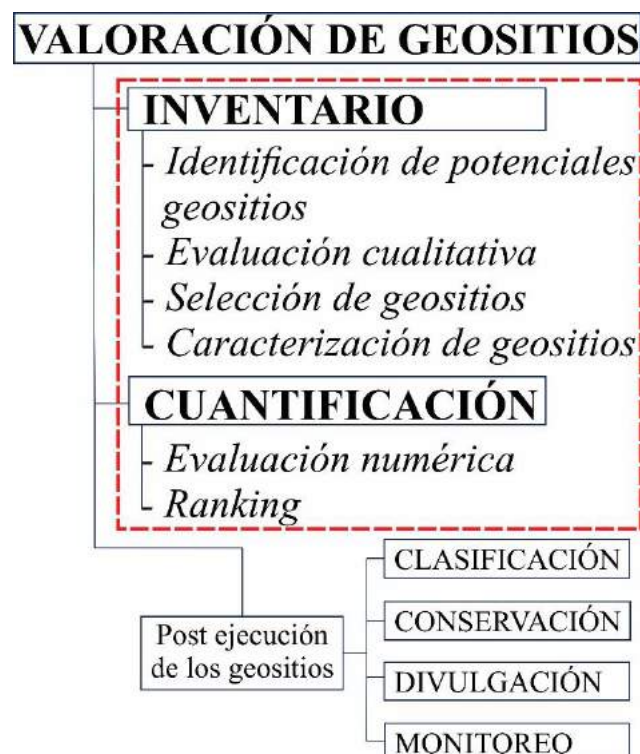 VALORACIÓN DE GEOSITIOS
INVENTARIO
- Identificación de potenciales
geositios
- Evaluación cualitativa
- Selección de geositios
- Caracterización de geositios
CUANTIFICACIÓN
- Evaluación numérica
- Ranking
Post ejecución
de los geositios
CLASIFICACIÓN
CONSERVACIÓN
DIVULGACIÓN
MONITOREO